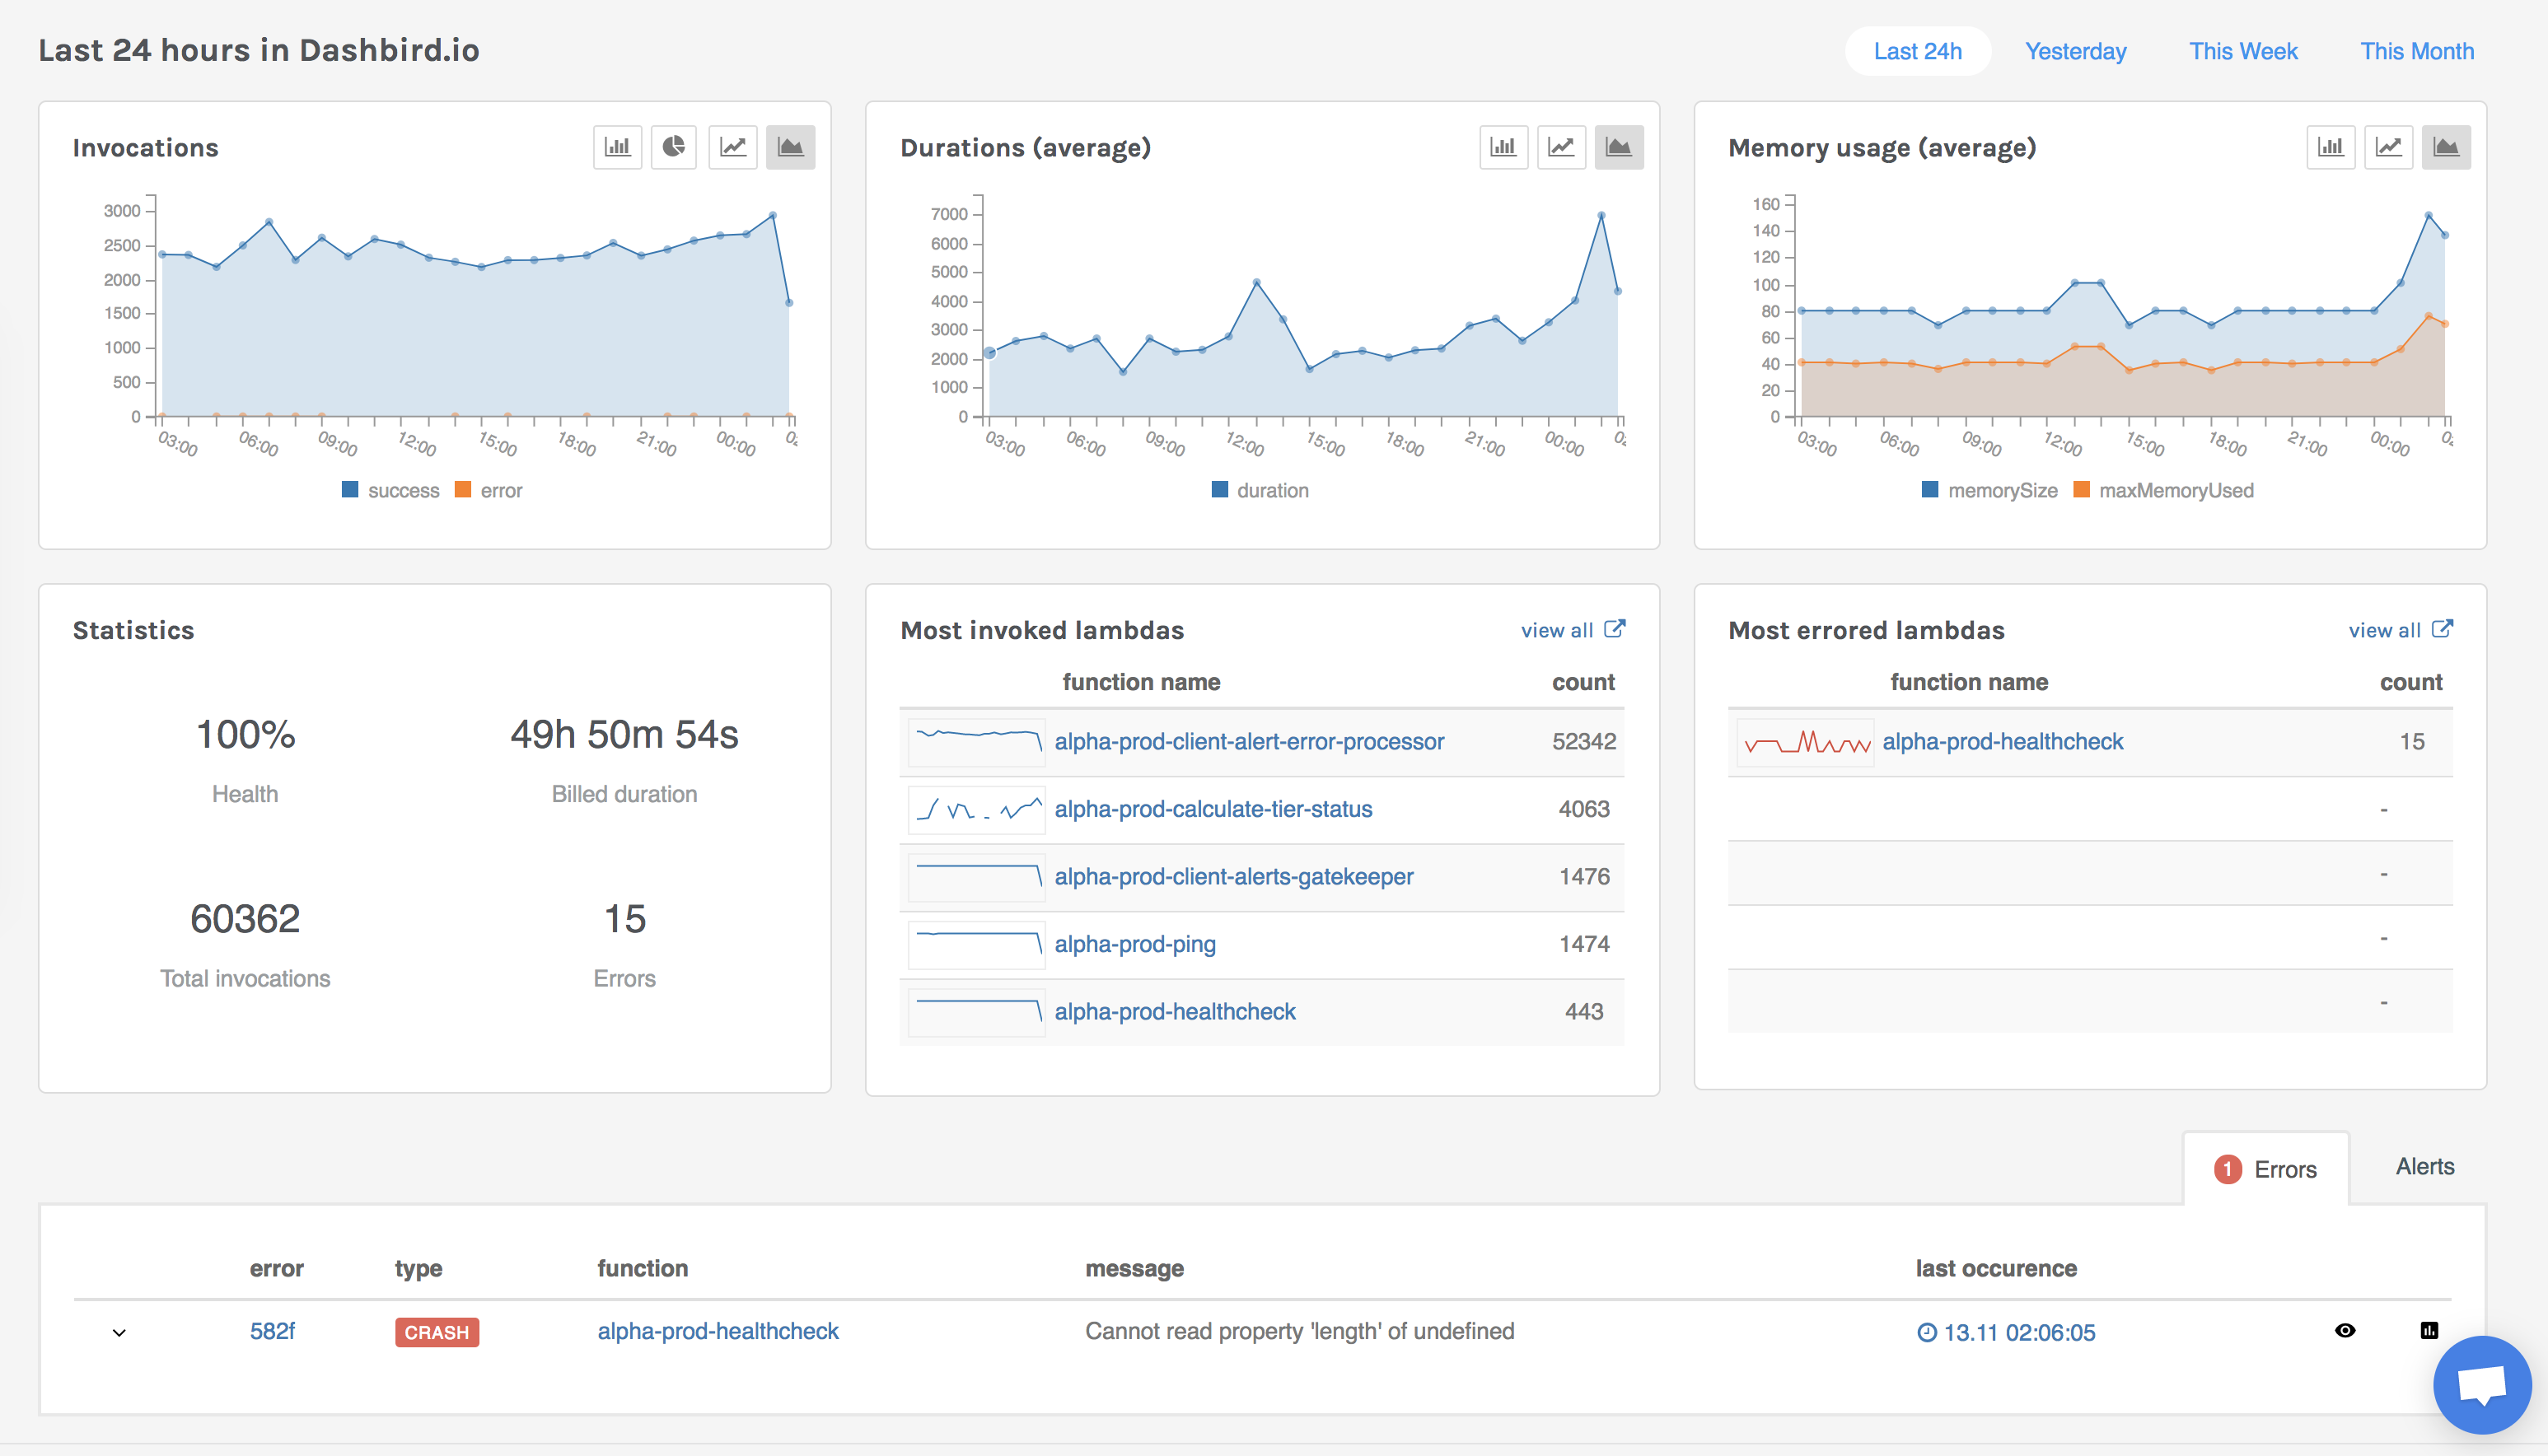 Last 24 hours in Dashbird.io
Last 24h Yesterday This Week This Month
Invocations
3000
2500
2000
1500
1000
500
0
03:00 06:00 09:00 12:00 15:00 18:00 21:00 00:00
success error
Durations (average)
7000
6000
5000
4000
3000
2000
1000
0
03:00 06:00 09:00 12:00 15:00 18:00 21:00 00:00
duration
Memory usage (average)
160
140
120
100
80
60
40
20
0
03:00 06:00 09:00 12:00 15:00 18:00 21:00 00:00
memorySize maxMemoryUsed
Statistics
100%
Health
49h 50m 54s
Billed duration
60362
Total invocations
15
Errors
Most invoked lambdas view all
function name count
alpha-prod-client-alert-error-processor 52342
alpha-prod-calculate-tier-status 4063
alpha-prod-client-alerts-gatekeeper 1476
alpha-prod-ping 1474
alpha-prod-healthcheck 443
Most errored lambdas view all
function name count
alpha-prod-healthcheck 15
-
-
-
-
1 Errors Alerts
error type function message last occurence
582f CRASH alpha-prod-healthcheck Cannot read property 'length' of undefined 13.11 02:06:05